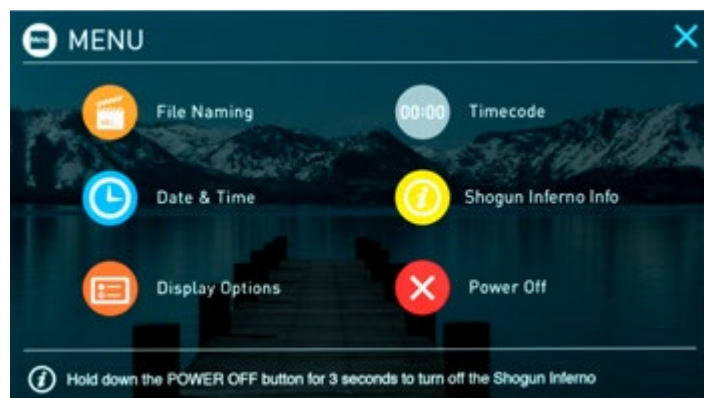 MENU
File Naming
00:00 Timecode
Date & Time
Shogun Inferno Info
Display Options
Power Off
Hold down the POWER OFF button for 3 seconds to turn off the Shogun Inferno